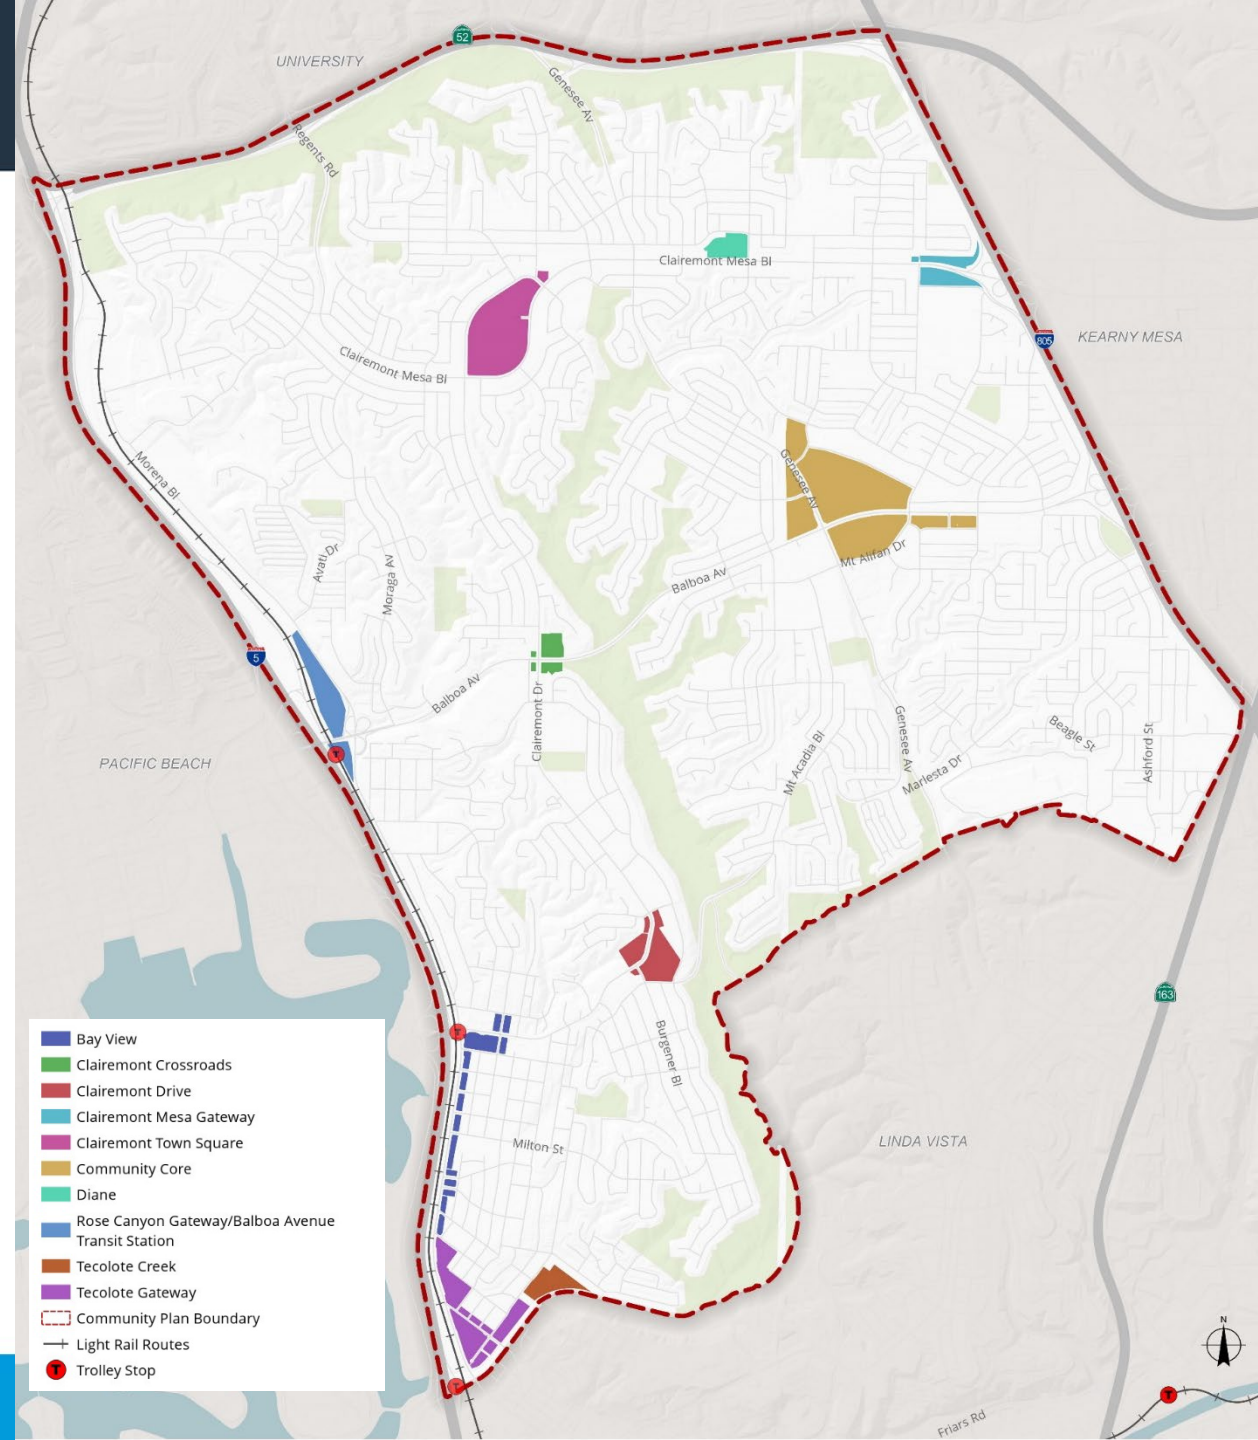 52
UNIVERSITY
Genesee Av
Regents Rd
Clairemont Mesa Bl
805
KEARNY MESA
Clairemont Mesa Bl
Genesee Av
Morena Bl
Mt Alifan Dr
Avati Dr
Moraga Av
Balboa Av
5
Balboa Av
Clairemont Dr
Genesee Av
Beagle St
Ashford St
Mt Acadia Bl
Marlesta Dr
PACIFIC BEACH
T
163
T
Burgener Bl
Milton St
LINDA VISTA
Bay View
Clairemont Crossroads
Clairemont Drive
Clairemont Mesa Gateway
Clairemont Town Square
Community Core
Diane
Rose Canyon Gateway/Balboa Avenue
Transit Station
Tecolote Creek
Tecolote Gateway
Community Plan Boundary
Light Rail Routes
T Trolley Stop
T
N
T
Friars Rd